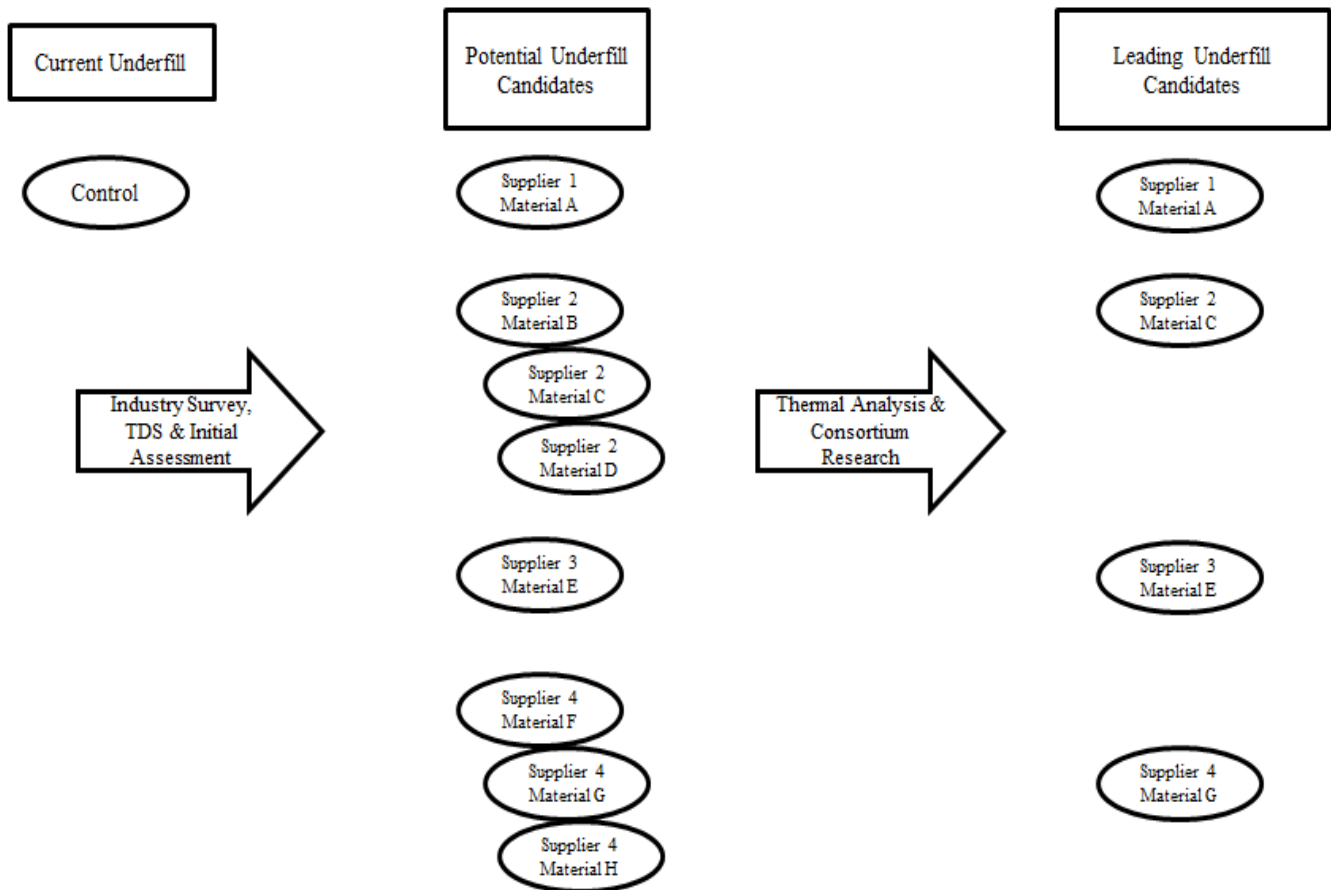 Current Underfill
Control
Industry Survey,
TDS & Initial
Assessment
Potential Underfill
Candidates
Supplier 1
Material A
Supplier 2
Material B
Supplier 2
Material C
Supplier 2
Material D
Supplier 3
Material E
Supplier 4
Material F
Supplier 4
Material G
Supplier 4
Material H
Thermal Analysis &
Consortium
Research
Leading Underfill
Candidates
Supplier 1
Material A
Supplier 2
Material C
Supplier 3
Material E
Supplier 4
Material G